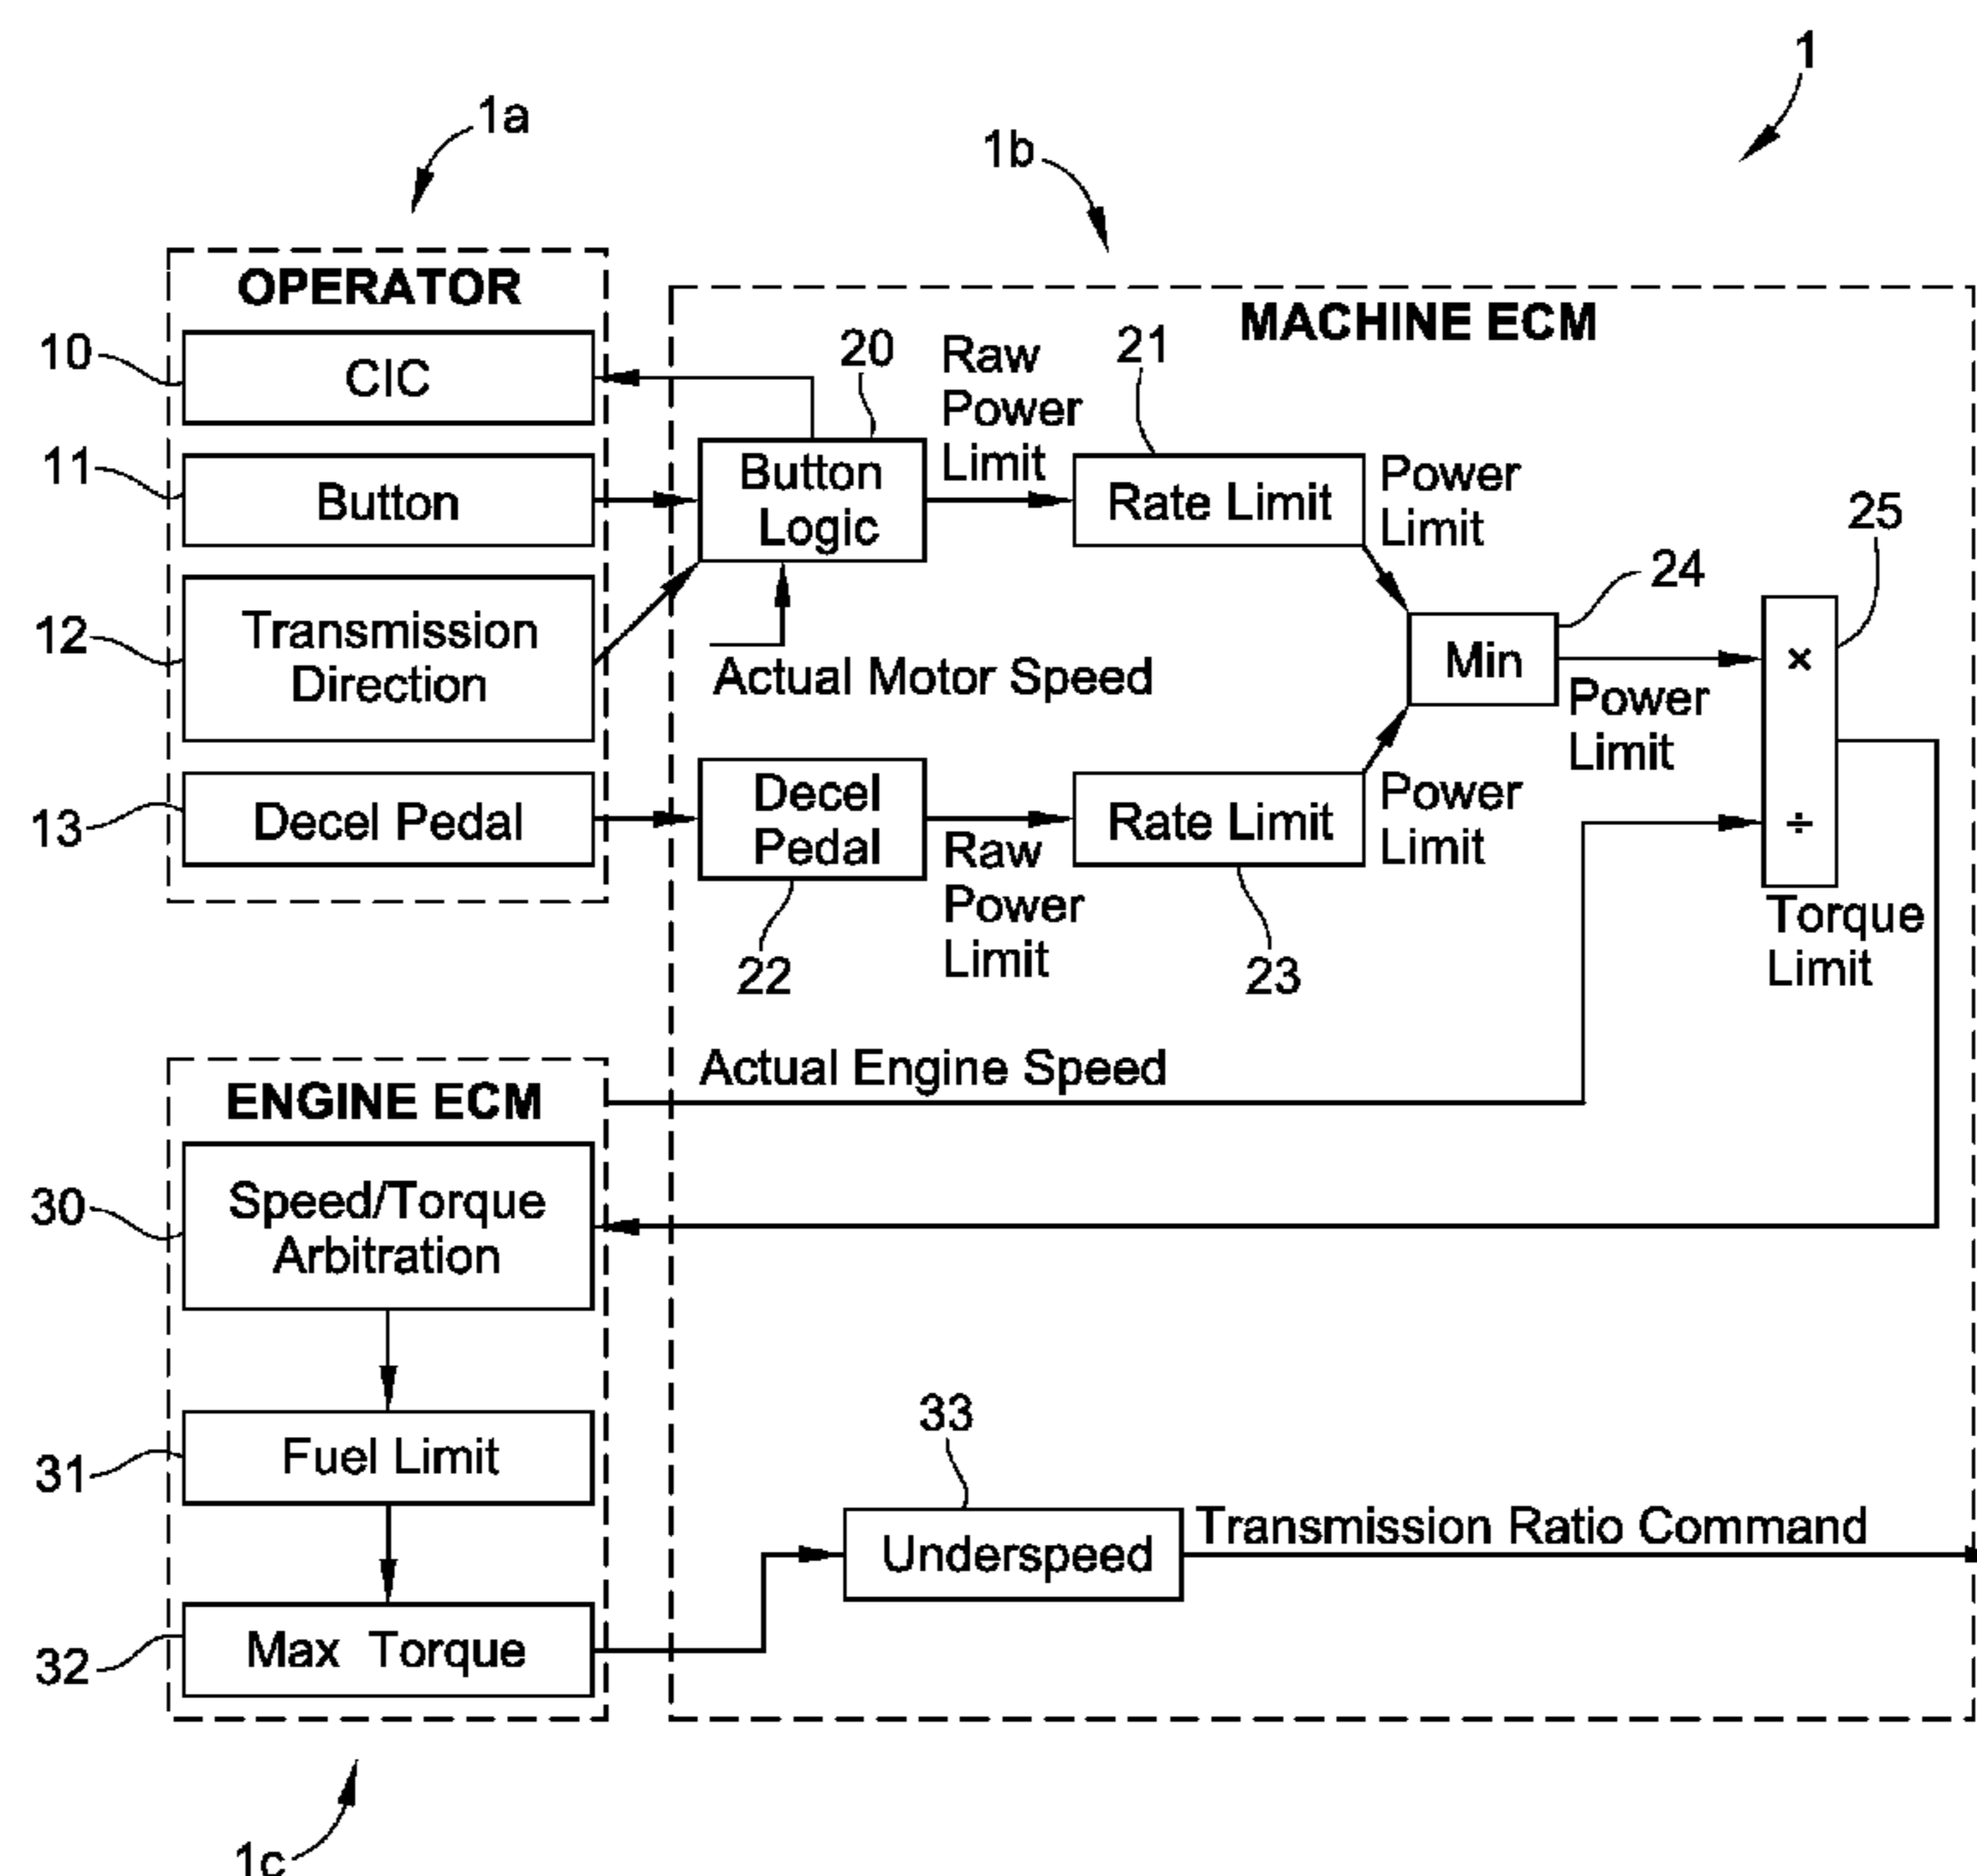 1
1a
1b
OPERATOR
MACHINE ECM
10
CIC
20
Raw
Power
Limit
21
11
Button
Button
Logic
Rate Limit
Power
Limit
25
24
12
Transmission
Direction
Actual Motor Speed
Min
×
Power
Limit
13
Decel Pedal
Decel
Pedal
Raw
Power
Limit
Rate Limit
Power
Limit
÷
22
23
Torque
Limit
ENGINE ECM
Actual Engine Speed
30
Speed/Torque
Arbitration
31
Fuel Limit
33
Underspeed
Transmission Ratio Command
32
Max Torque
1c